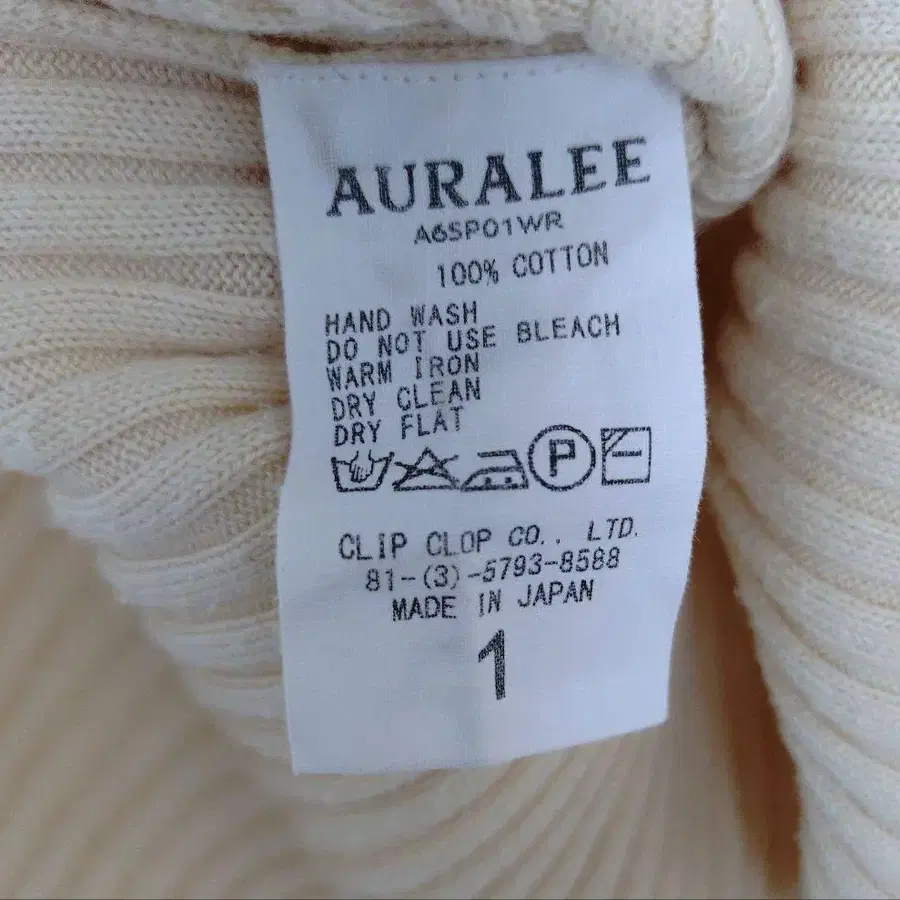 AURALEE
A6SP01WR
100% COTTON
HAND WASH
DO NOT USE BLEACH
WARM IRON
DRY CLEAN
DRY FLAT
P
CLIP CLOP CO., LTD.
81-(3)-5793-8588
MADE IN JAPAN
1